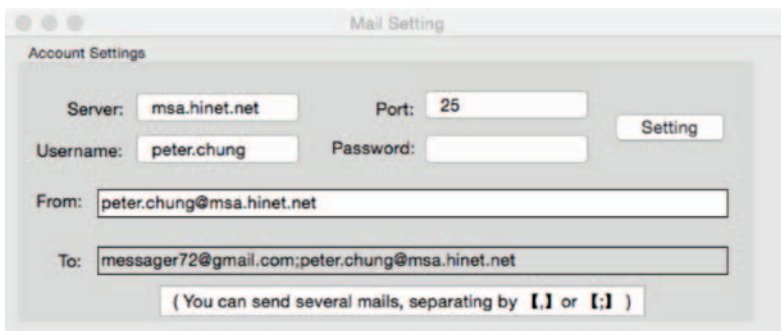 Mail Setting
Account Settings
Server: msa.hinet.net Port: 25
Setting
Username: peter.chung Password:
From: peter.chung@msa.hinet.net
To: messager72@gmail.com;peter.chung@msa.hinet.net
( You can send several mails, separating by 【,】 or 【;】 )